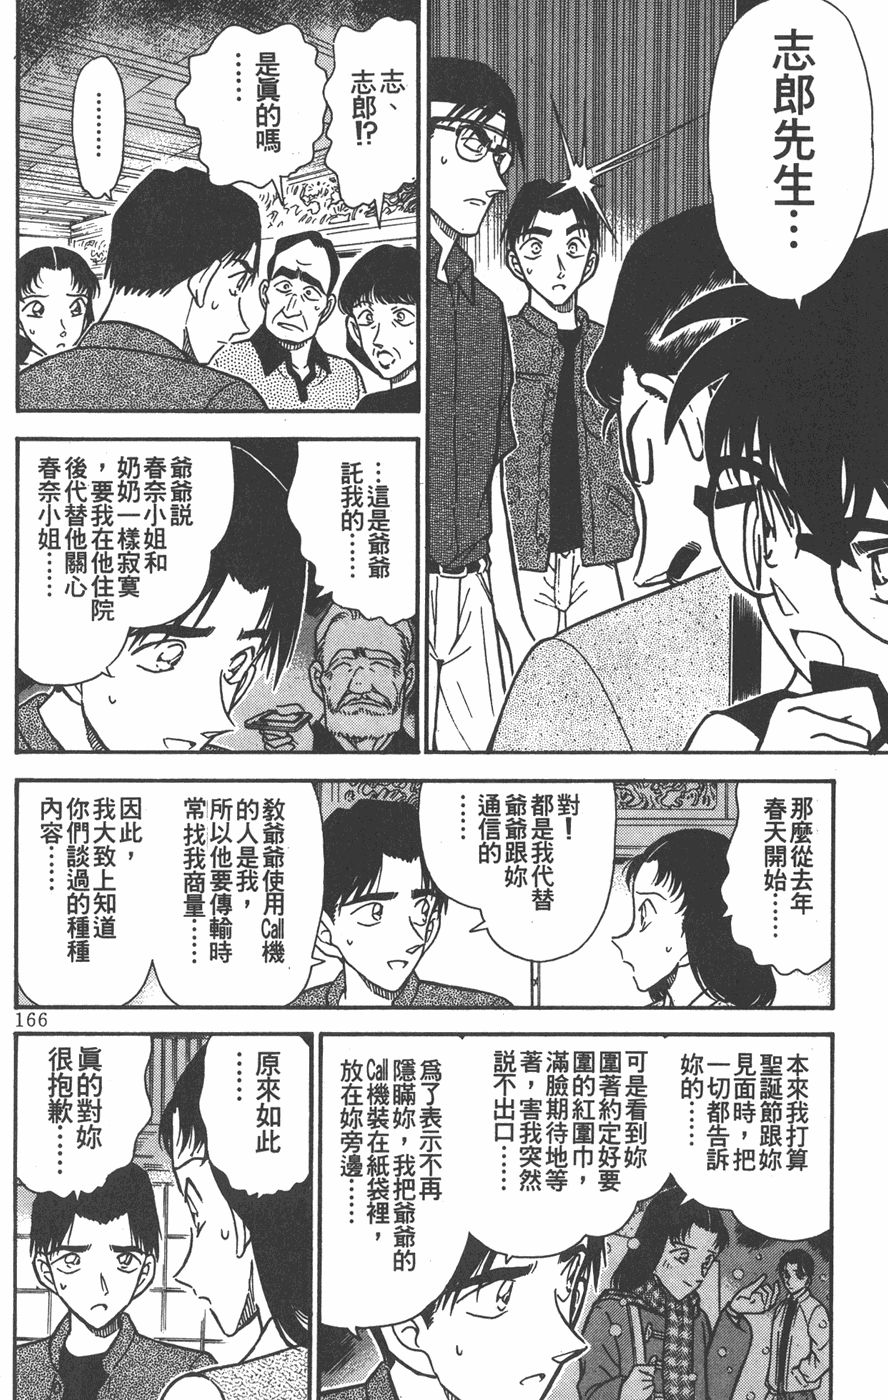 志郎先生…
志、
志郎!?
是眞的嗎
……
………
…這是爺爺
託我的……
爺爺説
春奈小姐和
奶奶一樣寂寞
，要我在他住院
後代替他關心
春奈小姐……
那麼從去年
春天開始……
對！
都是我代替
爺爺跟妳
通信的
……
敎爺爺使用Call機
的人是我，
所以他要傳輸時
常找我商量……
因此，
我大致上知道
你們談過的種種
內容……
166
本來我打算
聖誕節跟妳
見面時，把
一切都告訴
妳的……
可是看到妳
圍著約定好要
圍的紅圍巾，
滿臉期待地等
著，害我突然
説不出口……
爲了表示不再
隱瞞妳，我把爺爺的
Call機裝在紙袋裡，
放在妳旁邊……
原來如此
……
眞的對妳
很抱歉……